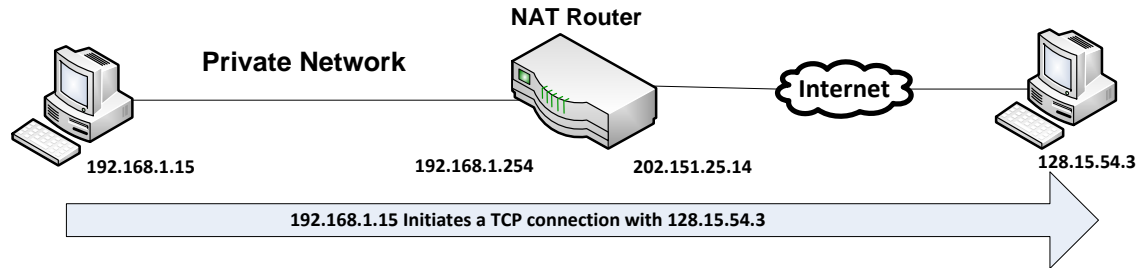 NAT Router
Private Network
Internet
192.168.1.15
192.168.1.254
202.151.25.14
128.15.54.3
192.168.1.15 Initiates a TCP connection with 128.15.54.3